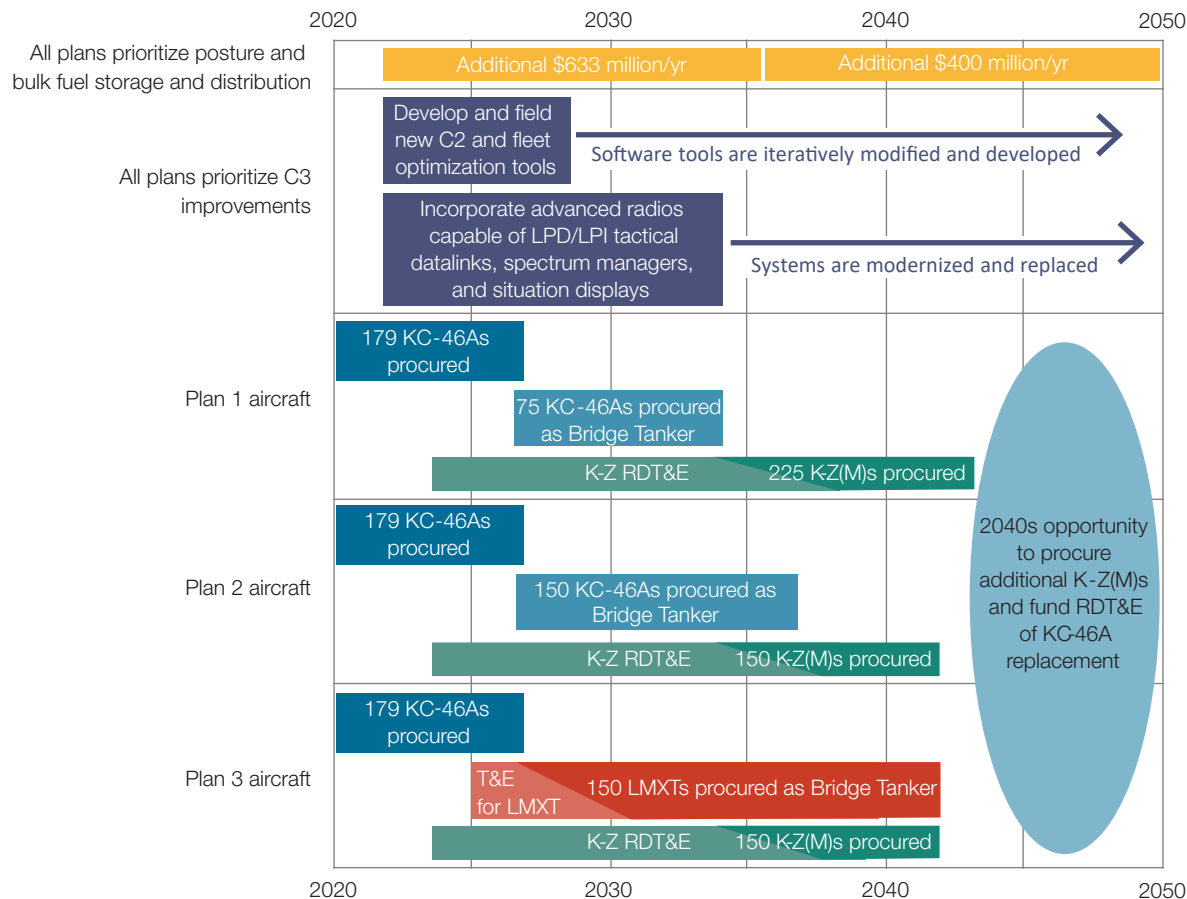 2020
2030
2040
2050
All plans prioritize posture and
bulk fuel storage and distribution
Additional $633 million/yr
Additional $400 million/yr
All plans prioritize C3
improvements
Develop and field
new C2 and fleet
optimization tools
Software tools are iteratively modified and developed
Incorporate advanced radios
capable of LPD/LPI tactical
datalinks, spectrum managers,
and situation displays
Systems are modernized and replaced
Plan 1 aircraft
179 KC-46As
procured
75 KC-46As procured
as Bridge Tanker
K-Z RDT&E
225 K-Z(M)s procured
Plan 2 aircraft
179 KC-46As
procured
150 KC-46As procured as
Bridge Tanker
K-Z RDT&E
150 K-Z(M)s procured
Plan 3 aircraft
179 KC-46As
procured
T&E
for LMXT
150 LMXTs procured as Bridge Tanker
K-Z RDT&E
150 K-Z(M)s procured
2040s opportunity
to procure
additional K-Z(M)s
and fund RDT&E
of KC-46A
replacement
2020
2030
2040
2050